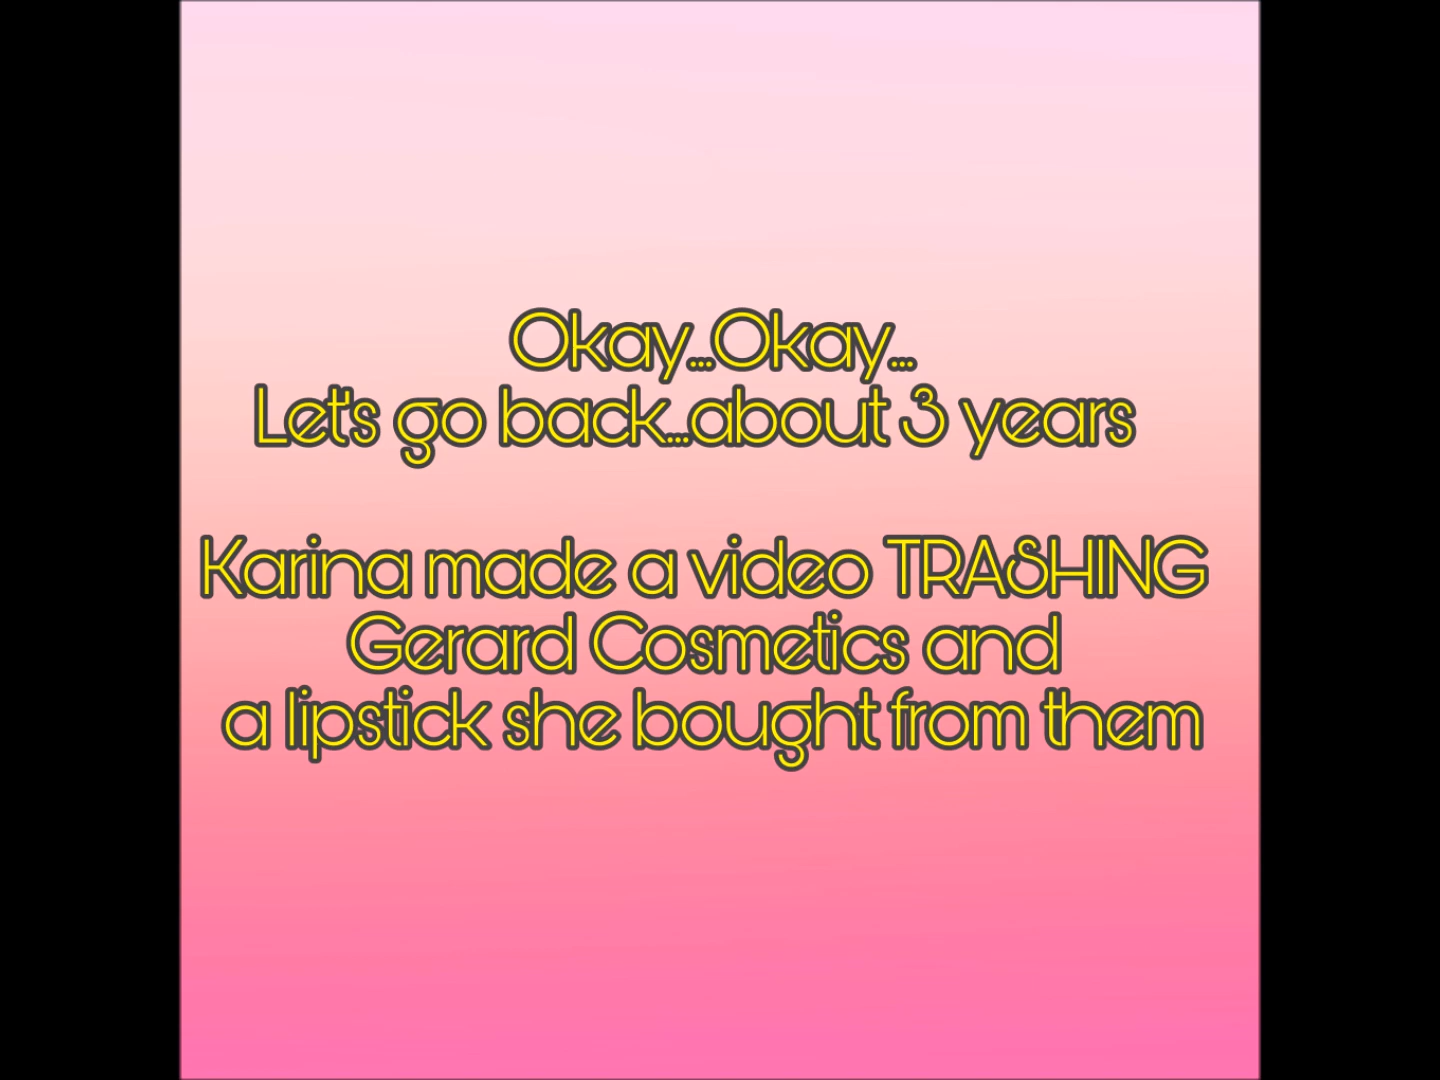 Okay...Okay...
Let's go back...about 3 years
Karina made a video TRASHING
Gerard Cosmetics and
a lipstick she bought from them